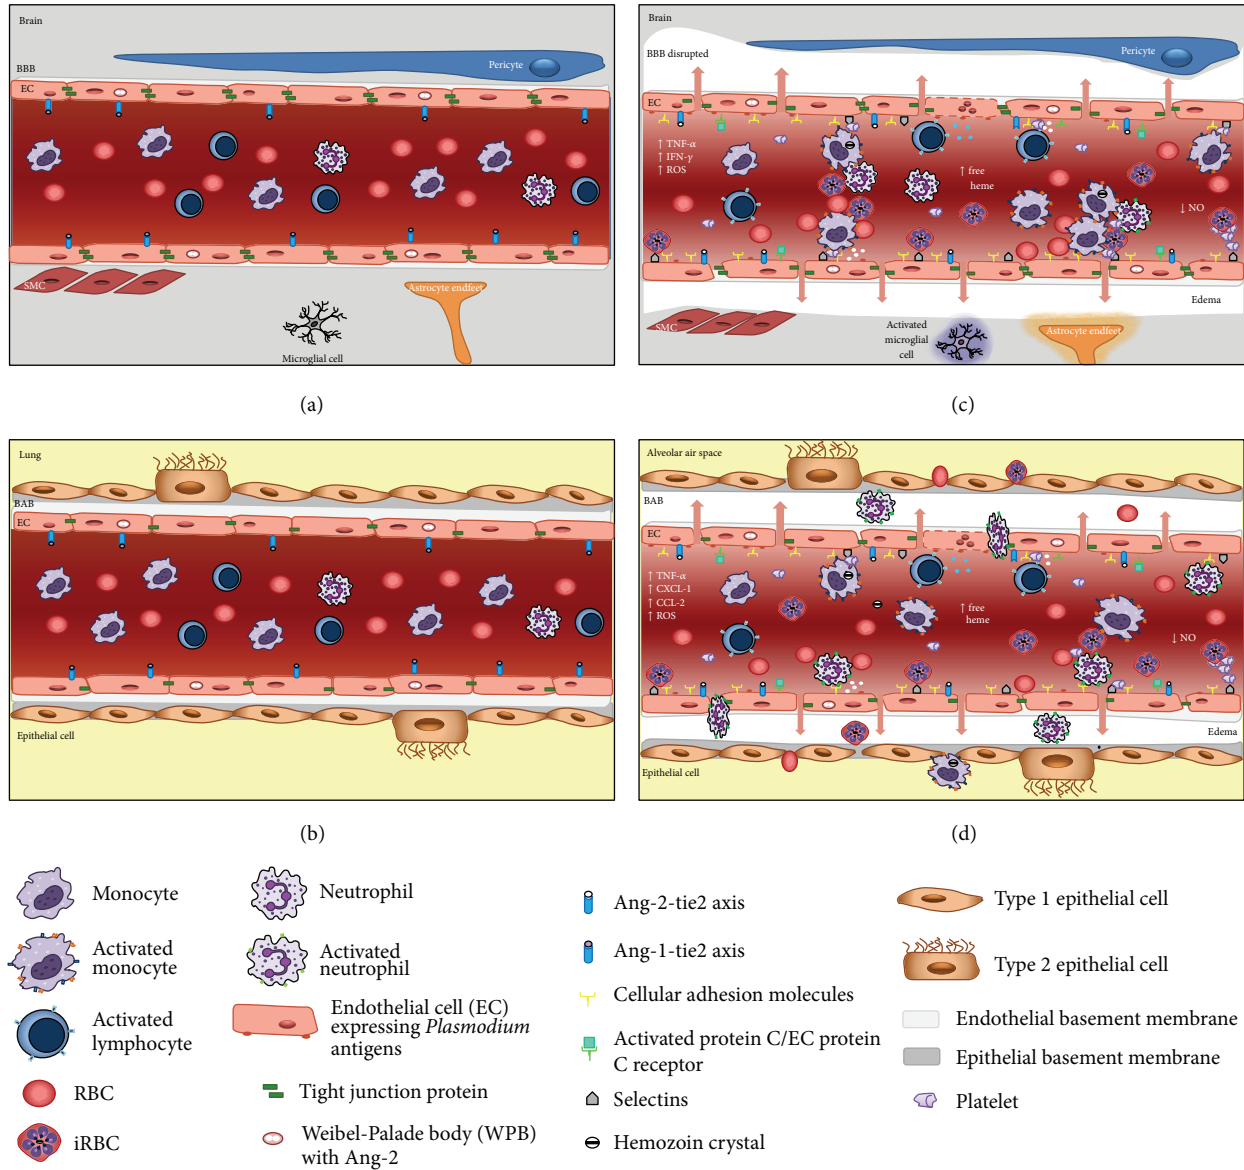 Brain
Pericyte
BBB
EC
SMC
Astrocyte endfeet
Microglial cell
(a)
Brain
Pericyte
BBB disrupted
EC
↑ TNF-α
↑ IFN-γ
↑ ROS
↑ free
heme
↓ NO
Edema
SMC
Activated
microglial
cell
Astrocyte endfeet
(c)
Lung
BAB
EC
Epithelial cell
(b)
Alveolar air space
BAB
EC
↑ TNF-α
↑ CXCL-1
↑ CCL-2
↑ ROS
↑ free
heme
↓ NO
Edema
Epithelial cell
(d)
Monocyte
Activated
monocyte
Activated
lymphocyte
RBC
iRBC
Neutrophil
Activated
neutrophil
Endothelial cell (EC)
expressing Plasmodium
antigens
Tight junction protein
Weibel-Palade body (WPB)
with Ang-2
Ang-2-tie2 axis
Ang-1-tie2 axis
Cellular adhesion molecules
Activated protein C/EC protein
C receptor
Selectins
Hemozoin crystal
Type 1 epithelial cell
Type 2 epithelial cell
Endothelial basement membrane
Epithelial basement membrane
Platelet